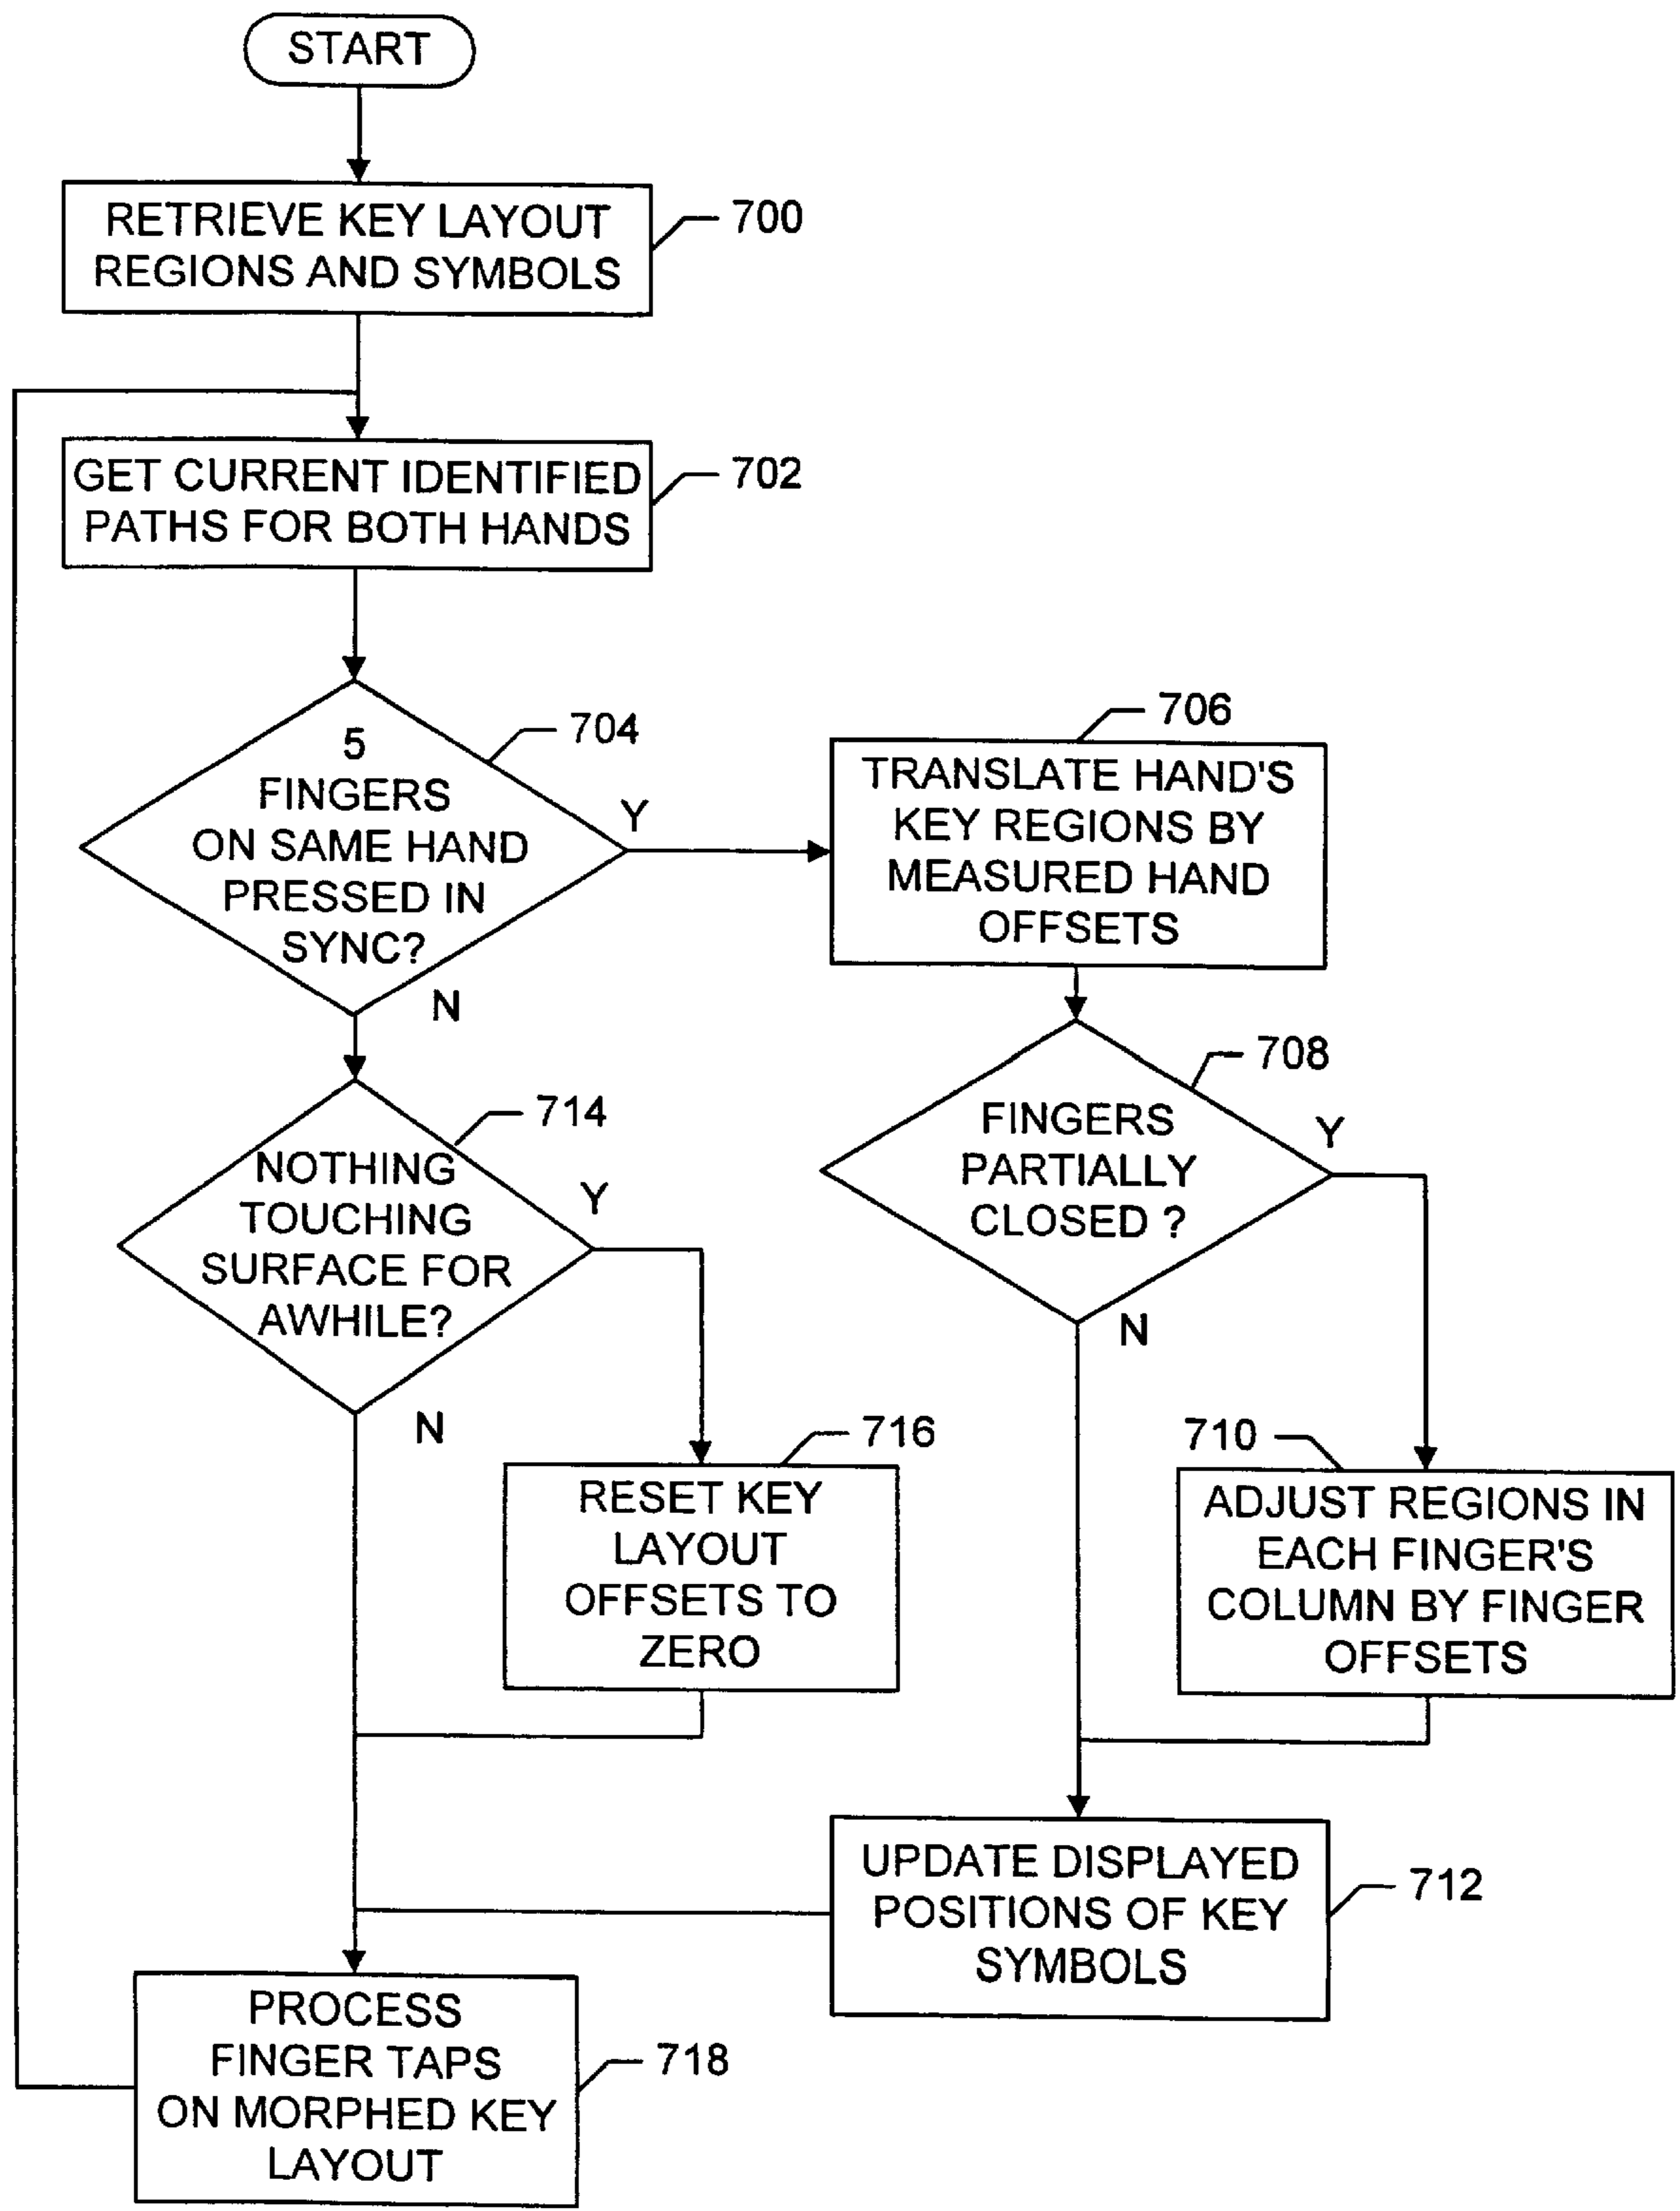 START
RETRIEVE KEY LAYOUT
REGIONS AND SYMBOLS
700
GET CURRENT IDENTIFIED
PATHS FOR BOTH HANDS
702
5
FINGERS
ON SAME HAND
PRESSED IN
SYNC?
704
Y
N
706
TRANSLATE HAND'S
KEY REGIONS BY
MEASURED HAND
OFFSETS
708
FINGERS
PARTIALLY
CLOSED ?
Y
N
714
NOTHING
TOUCHING
SURFACE FOR
AWHILE?
Y
N
716
RESET KEY
LAYOUT
OFFSETS TO
ZERO
710
ADJUST REGIONS IN
EACH FINGER'S
COLUMN BY FINGER
OFFSETS
UPDATE DISPLAYED
POSITIONS OF KEY
SYMBOLS
712
PROCESS
FINGER TAPS
ON MORPHED KEY
LAYOUT
718